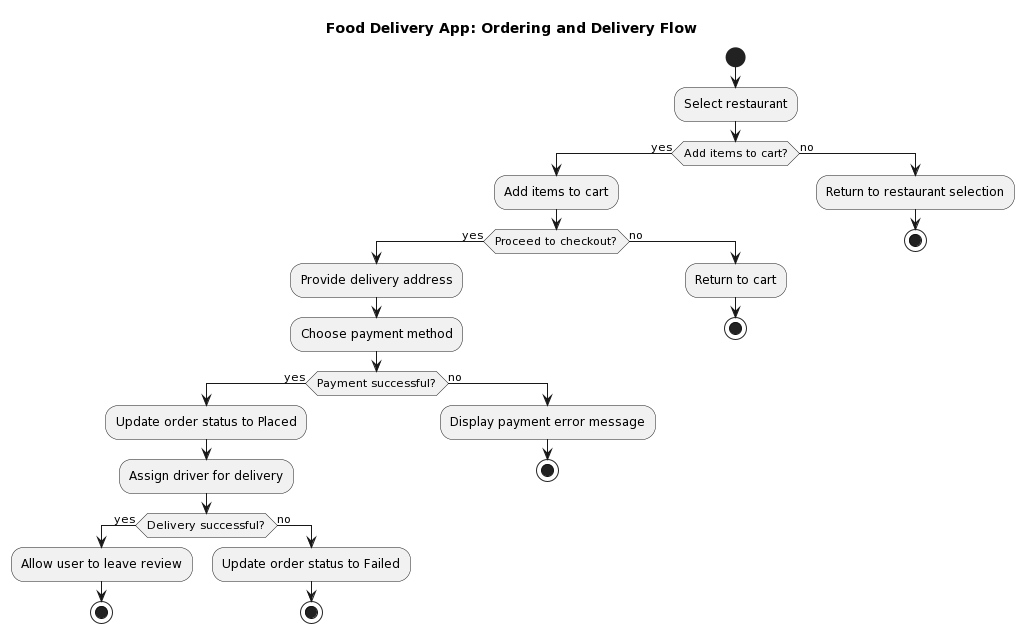 Food Delivery App: Ordering and Delivery Flow
Select restaurant
yes
Add items to cart?
no
Add items to cart
Return to restaurant selection
yes
Proceed to checkout?
no
Provide delivery address
Return to cart
Choose payment method
yes
Payment successful?
no
Update order status to Placed
Display payment error message
Assign driver for delivery
yes
Delivery successful?
no
Allow user to leave review
Update order status to Failed